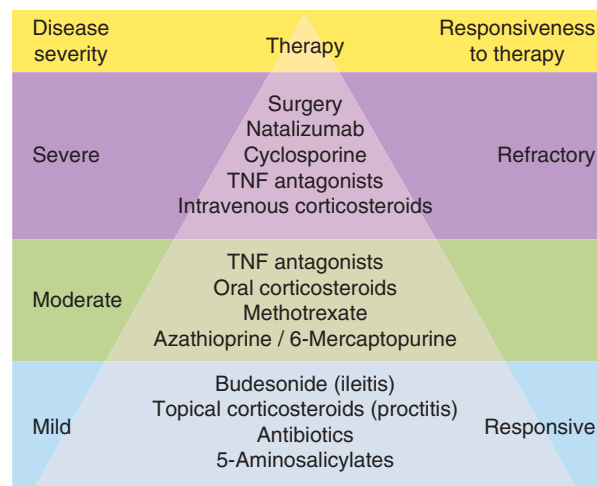 Disease severity
Therapy
Responsiveness to therapy
Severe
Surgery
Natalizumab
Cyclosporine
TNF antagonists
Intravenous corticosteroids
Refractory
Moderate
TNF antagonists
Oral corticosteroids
Methotrexate
Azathioprine / 6-Mercaptopurine
Mild
Budesonide (ileitis)
Topical corticosteroids (proctitis)
Antibiotics
5-Aminosalicylates
Responsive